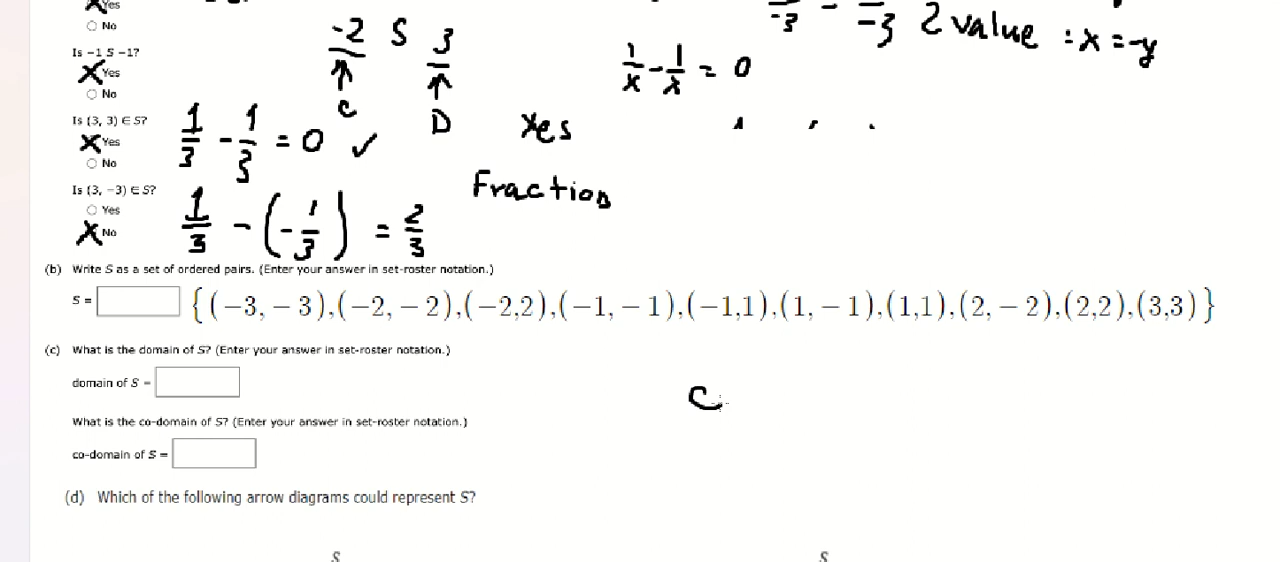 Yes
No
-3 - -3 2 value : x = -y
-2 S 3
Is -1 S -1?
Yes
1/x - 1/x = 0
No
C D
Is (3, 3) ∈ S?
Yes
1/3 - 1/3 = 0 ✓ Yes
No
Is (3, −3) ∈ S?
Fraction
Yes
No
1/3 - (-1/3) = 2/3
(b) Write S as a set of ordered pairs. (Enter your answer in set-roster notation.)
S = {(−3, − 3),(−2, − 2),(−2,2),(−1, − 1),(−1,1),(1, − 1),(1,1),(2, − 2),(2,2),(3,3)}
(c) What is the domain of S? (Enter your answer in set-roster notation.)
domain of S =
C
What is the co-domain of S? (Enter your answer in set-roster notation.)
co-domain of S =
(d) Which of the following arrow diagrams could represent S?
S S